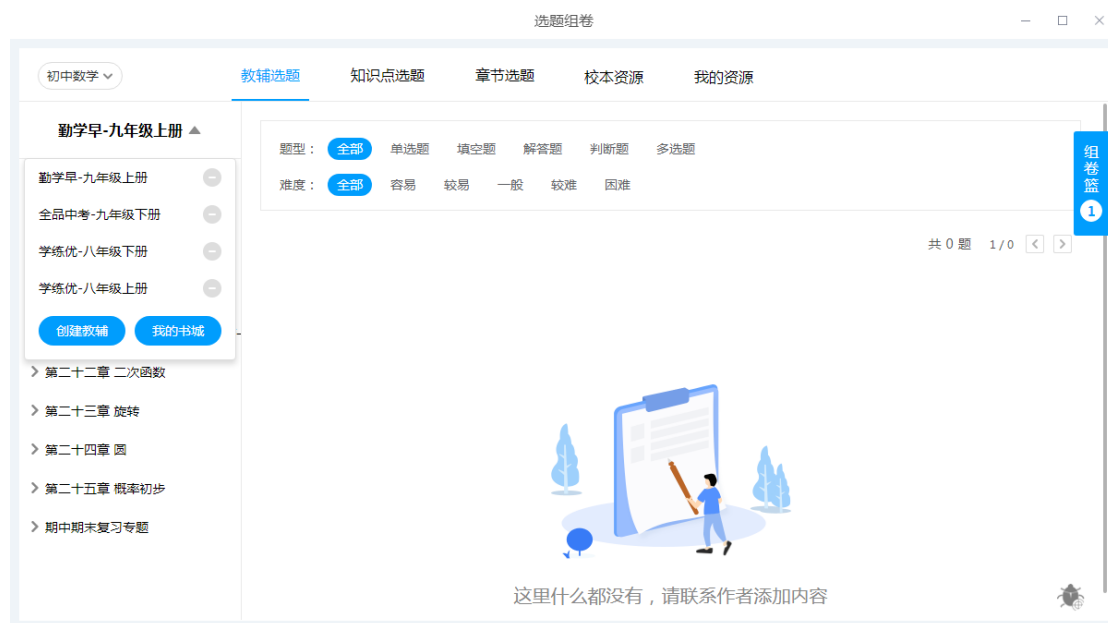 选题组卷
初中数学
教辅选题 知识点选题 章节选题 校本资源 我的资源
勤学早-九年级上册
勤学早-九年级上册
全品中考-九年级下册
学练优-八年级下册
学练优-八年级上册
创建教辅 我的书城
第二十二章 二次函数
第二十三章 旋转
第二十四章 圆
第二十五章 概率初步
期中期末复习专题
题型： 全部 单选题 填空题 解答题 判断题 多选题
难度： 全部 容易 较易 一般 较难 困难
组卷篮
1
共 0 题 1 / 0
这里什么都没有，请联系作者添加内容